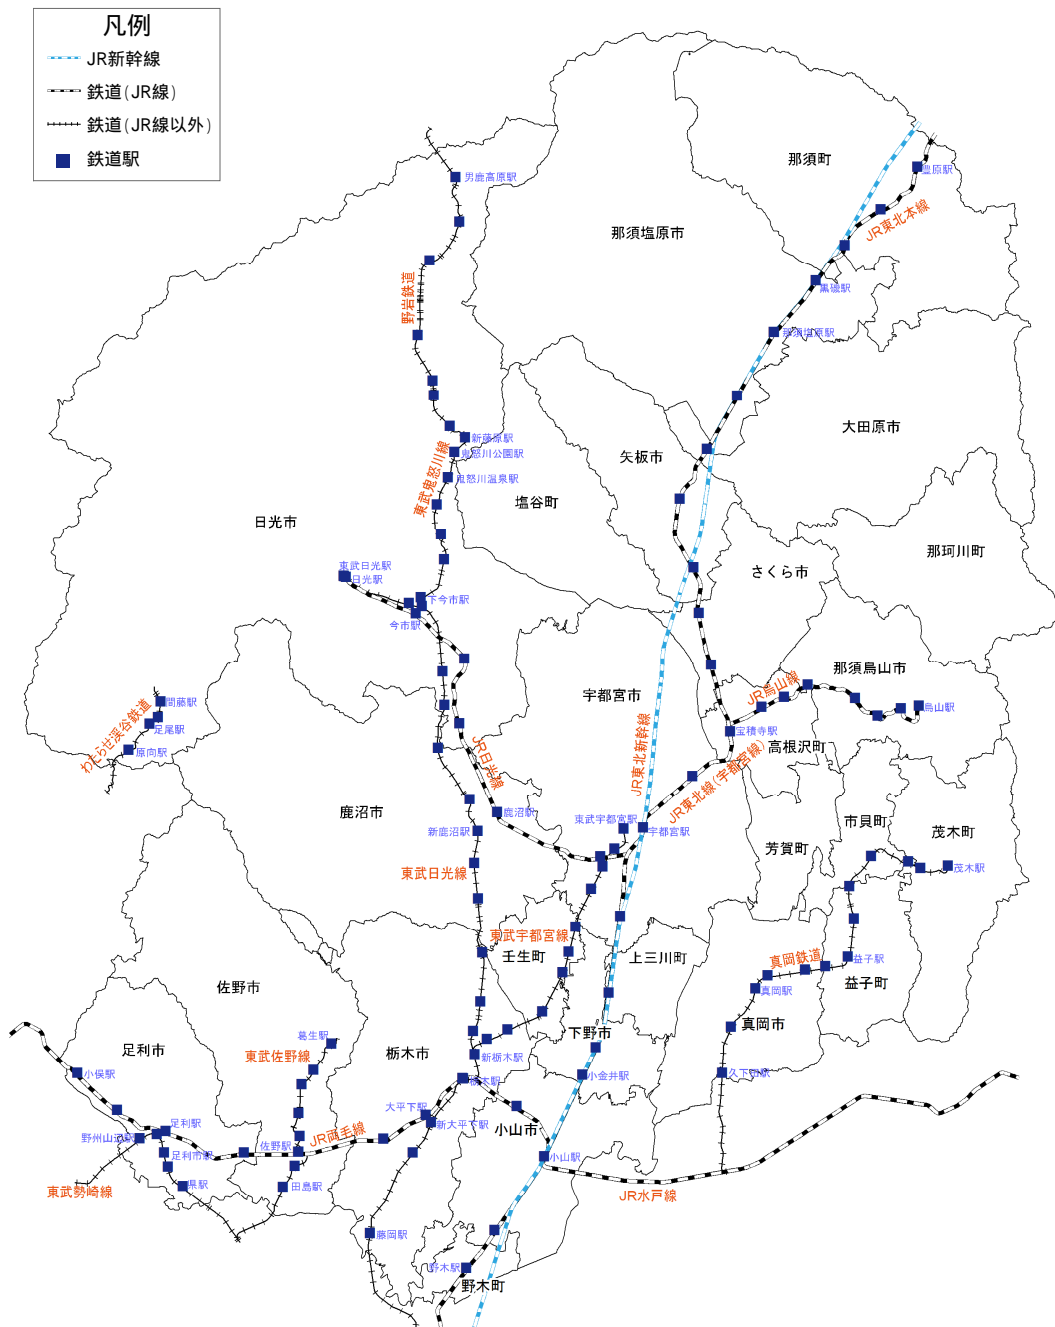 凡例
JR新幹線
鉄道(JR線)
鉄道(JR線以外)
鉄道駅
那須町
豊原駅
男鹿高原駅
JR東北本線
那須塩原市
野岩鉄道
黒磯駅
那須塩原駅
大田原市
新藤原駅
鬼怒川公園駅
矢板市
東武鬼怒川線
鬼怒川温泉駅
塩谷町
日光市
那珂川町
東武日光駅
日光駅
さくら市
下今市駅
今市駅
那須烏山市
宇都宮市
JR烏山線
間藤駅
烏山駅
足尾駅
わたらせ渓谷鉄道
原向駅
JR東北新幹線
宝積寺駅
高根沢町
JR日光線
JR東北線(宇都宮線)
鹿沼市
鹿沼駅
東武宇都宮駅
宇都宮駅
新鹿沼駅
市貝町
茂木町
芳賀町
東武日光線
茂木駅
東武宇都宮線
壬生町
上三川町
真岡鉄道
益子駅
益子町
佐野市
真岡駅
真岡市
下野市
葛生駅
足利市
東武佐野線
栃木市
新栃木駅
小俣駅
栃木駅
小金井駅
久下田駅
大平下駅
足利駅
新大平下駅
小山市
野州山辺駅
JR両毛線
佐野駅
足利市駅
小山駅
県駅
田島駅
東武勢崎線
JR水戸線
藤岡駅
野木駅
野木町